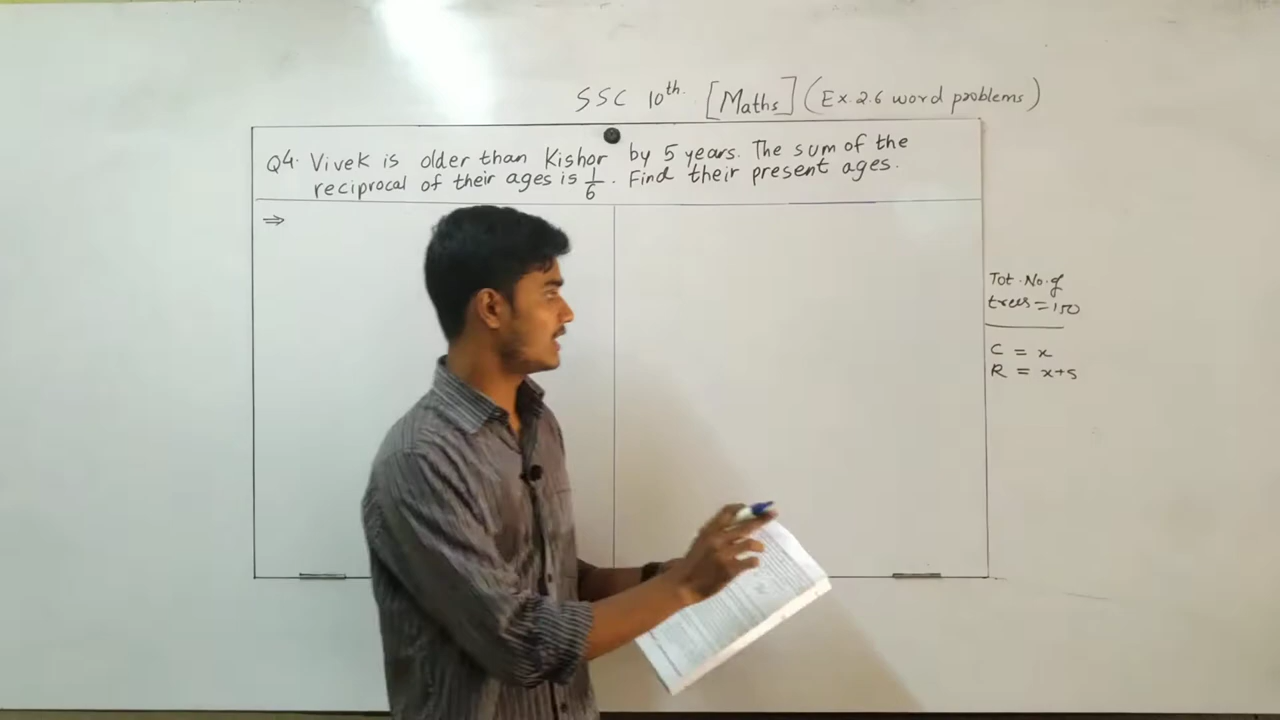 SSC 10th. [Maths] (Ex. 2.6 word problems)
Q4. Vivek is older than Kishor by 5 years. The sum of the
reciprocal of their ages is 1/6. Find their present ages.
⇒
Tot. No. of
trees = 150
C = x
R = x+5